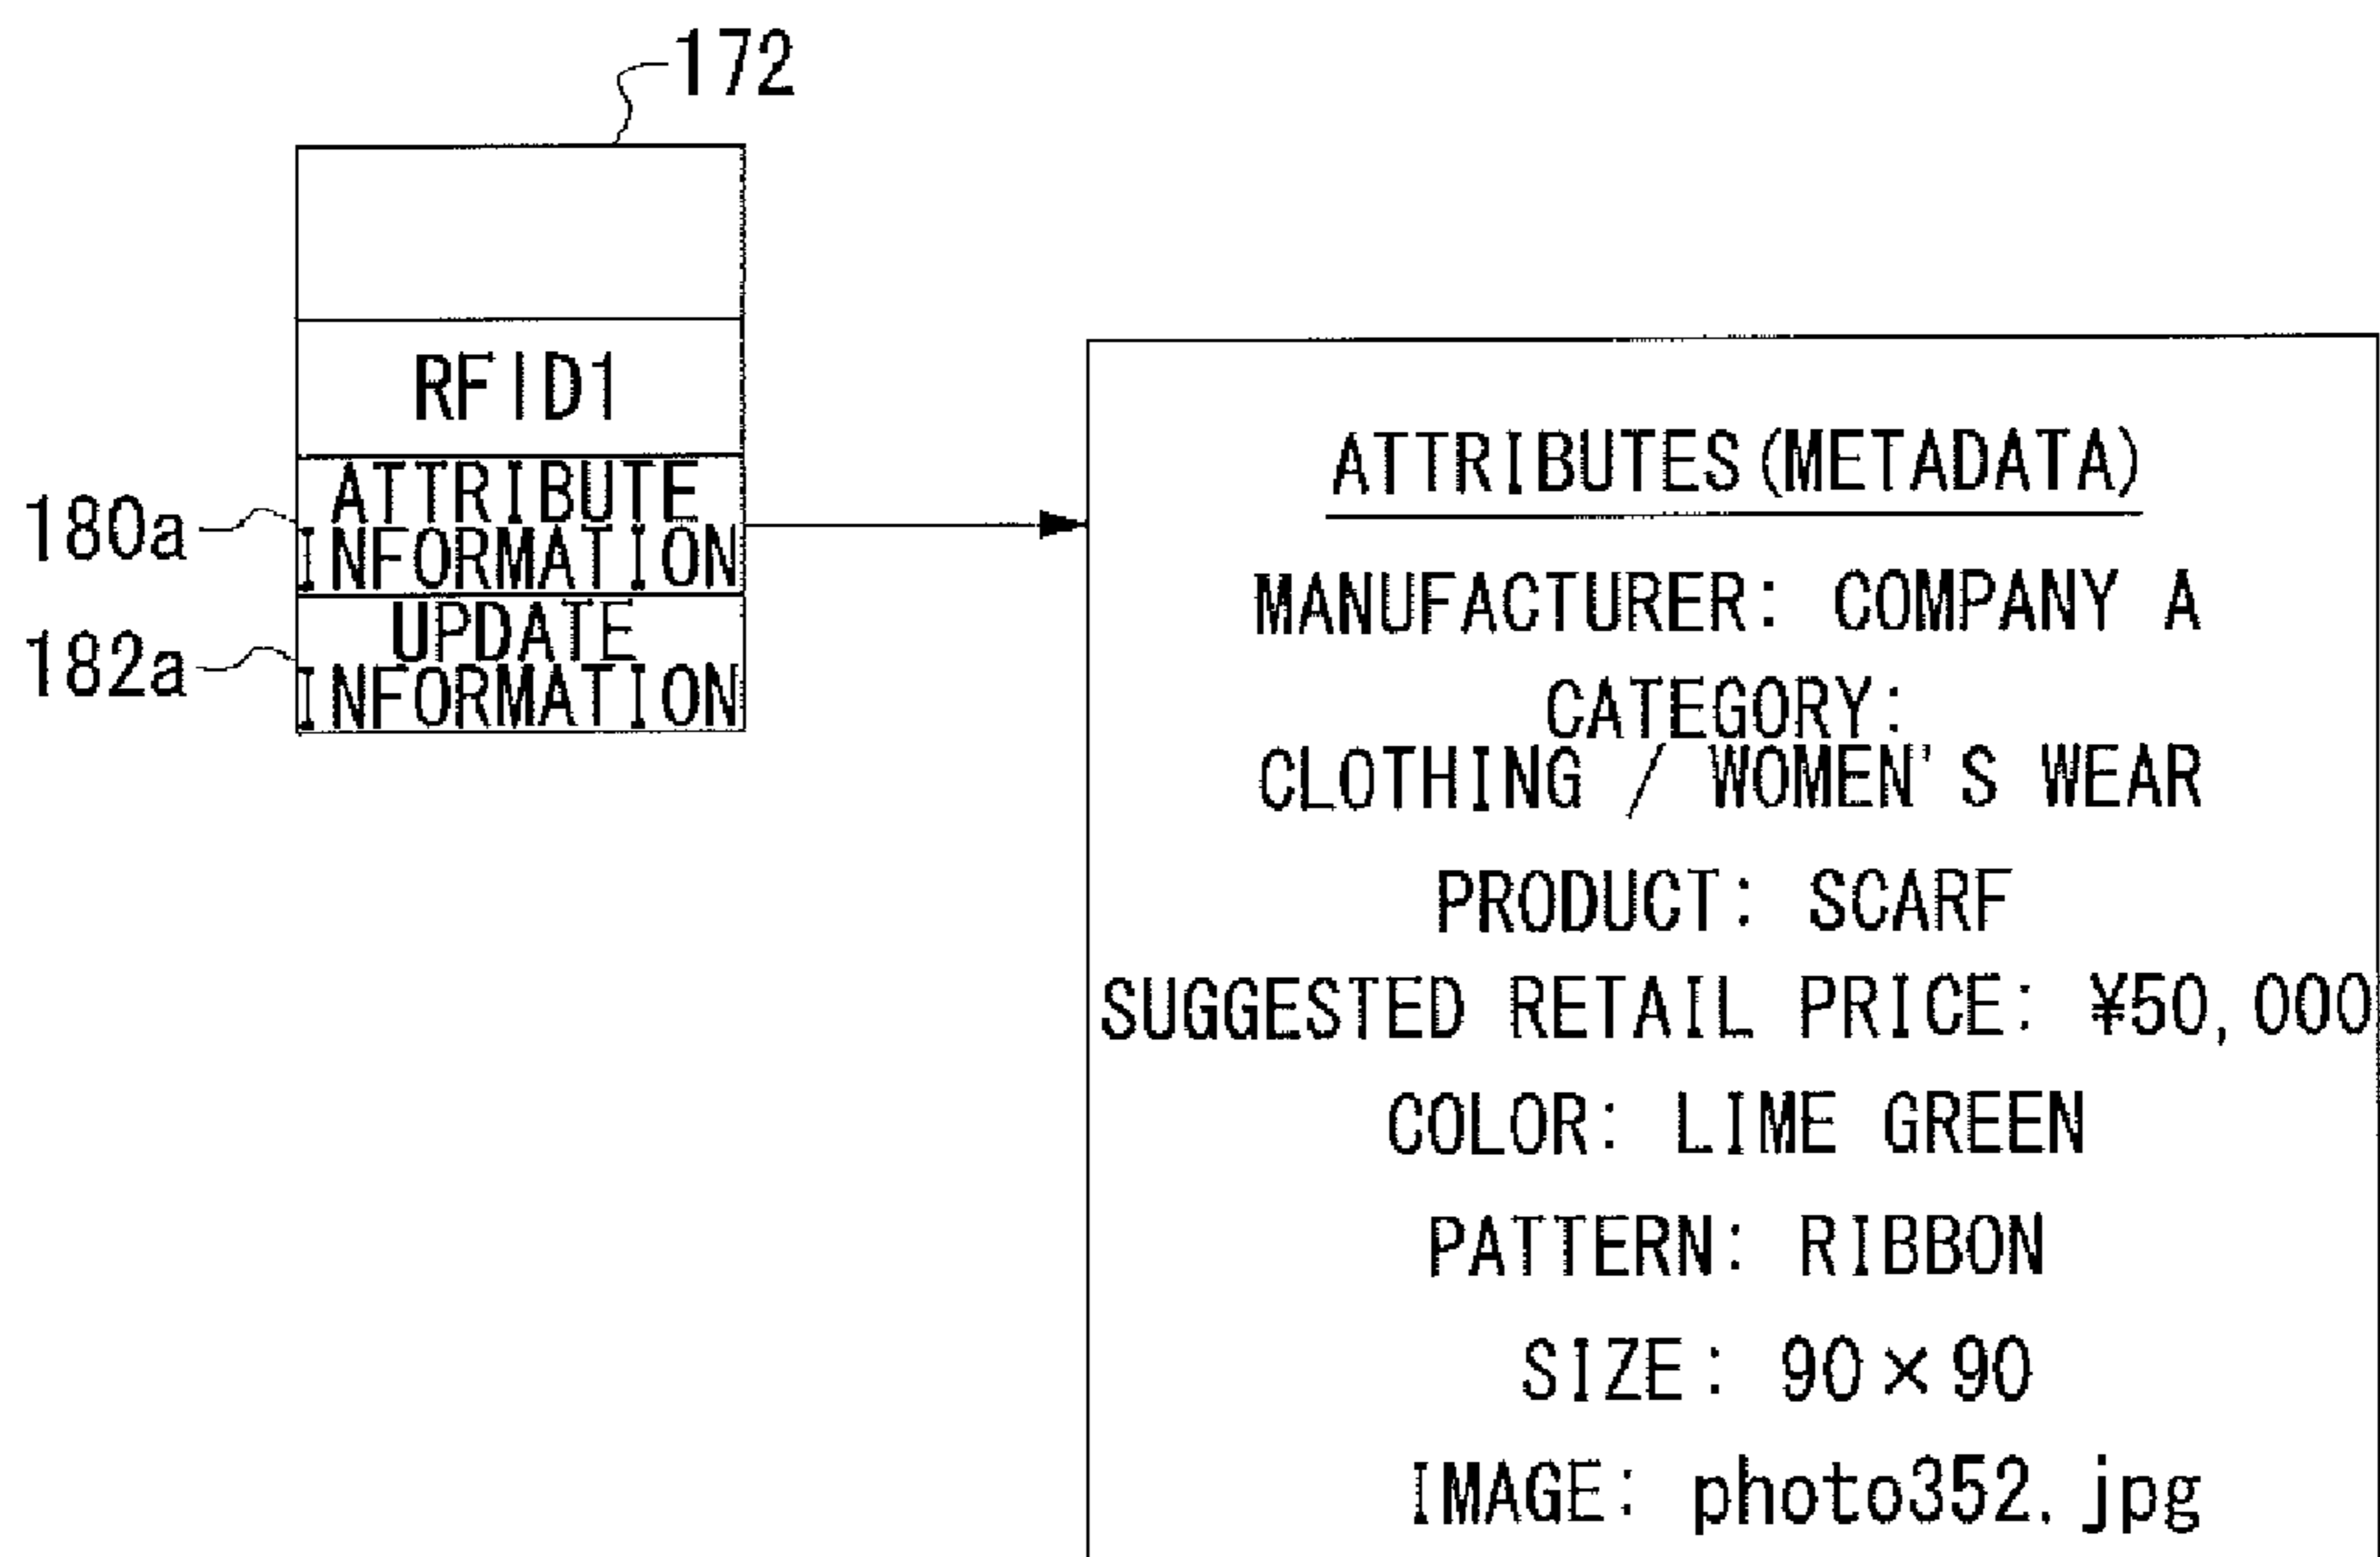 172
RFID1
180a
ATTRIBUTE
INFORMATION
182a
UPDATE
INFORMATION
ATTRIBUTES(METADATA)
MANUFACTURER: COMPANY A
CATEGORY:
CLOTHING / WOMEN'S WEAR
PRODUCT: SCARF
SUGGESTED RETAIL PRICE: ¥50,000
COLOR: LIME GREEN
PATTERN: RIBBON
SIZE: 90×90
IMAGE: photo352.jpg